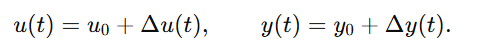 u(t) = u₀ + Δu(t),    y(t) = y₀ + Δy(t).